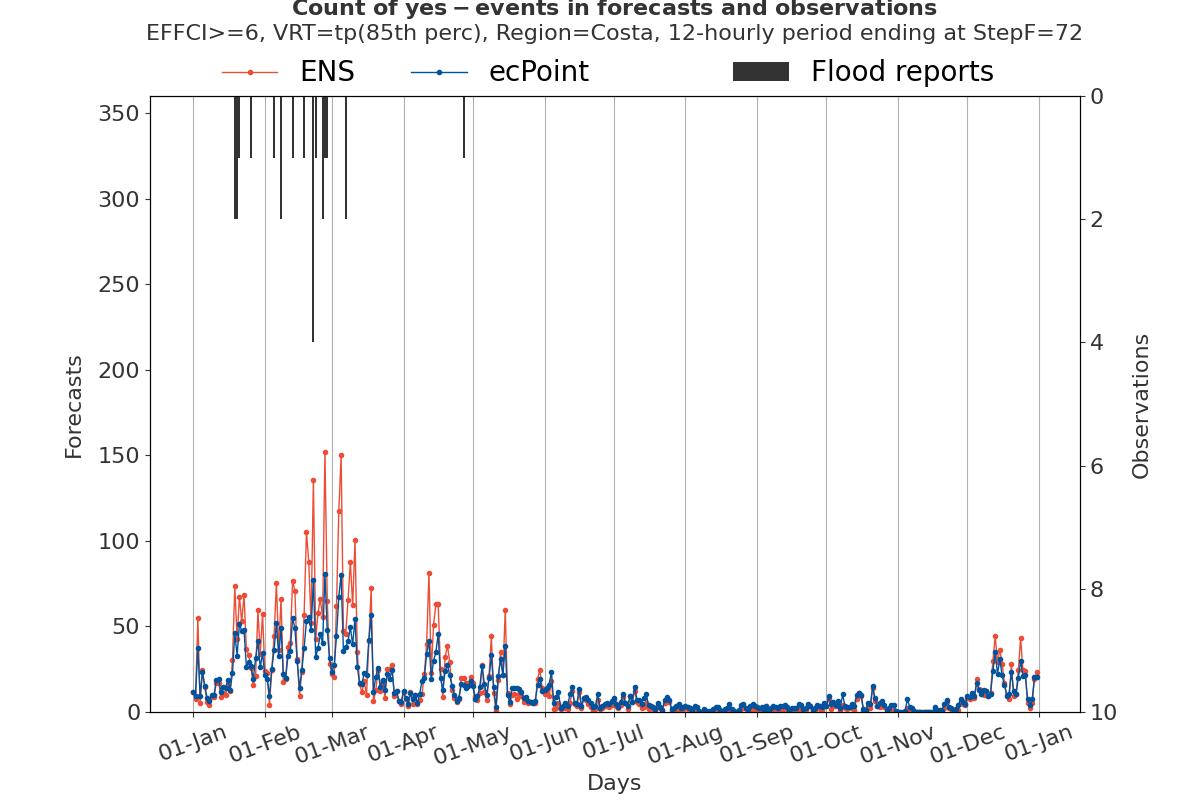 Count of yes − events in forecasts and observations
EFFCI>=6, VRT=tp(85th perc), Region=Costa, 12-hourly period ending at StepF=72
ENS ecPoint Flood reports
350
300
250
200
150
100
50
0
Forecasts
0
2
4
6
8
10
Observations
01-Jan 01-Feb 01-Mar 01-Apr 01-May 01-Jun 01-Jul 01-Aug 01-Sep 01-Oct 01-Nov 01-Dec 01-Jan
Days